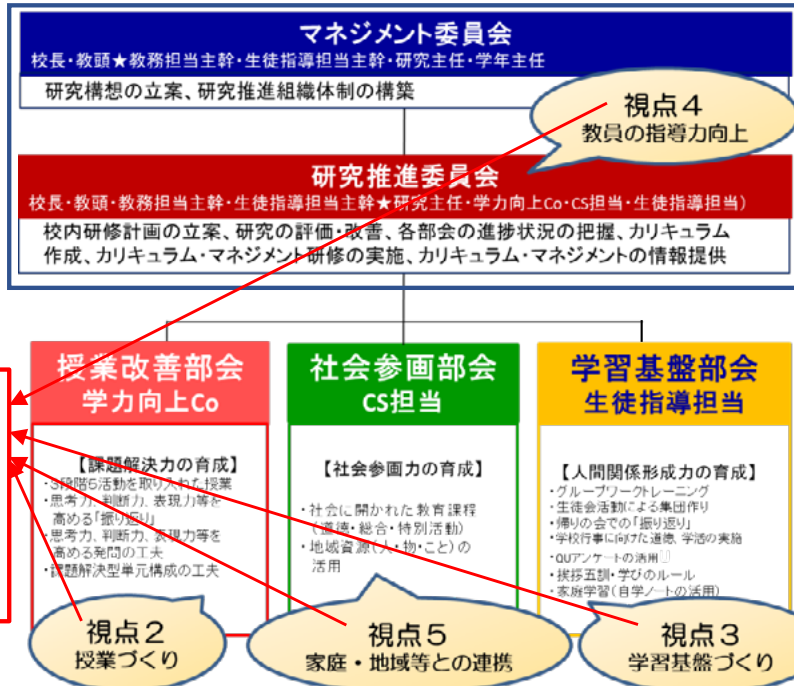 マネジメント委員会
校長・教頭★教務担当主幹・生徒指導担当主幹・研究主任・学年主任
研究構想の立案、研究推進組織体制の構築
視点4
教員の指導力向上
研究推進委員会
校長・教頭・教務担当主幹・生徒指導担当主幹★研究主任・学力向上Co・CS担当・生徒指導担当）
校内研修計画の立案、研究の評価・改善、各部会の進捗状況の把握、カリキュラム
作成、カリキュラム・マネジメント研修の実施、カリキュラム・マネジメントの情報提供
授業改善部会
学力向上Co
【課題解決力の育成】
・3段階5活動を取り入れた授業
・思考力、判断力、表現力等を
高める「振り返り」
・思考力、判断力、表現力等を
高める発問の工夫
・課題解決型単元構成の工夫
視点2
授業づくり
社会参画部会
CS担当
【社会参画力の育成】
・社会に開かれた教育課程
（道徳・総合・特別活動）
・地域資源（人・物・こと）の
活用
視点5
家庭・地域等との連携
学習基盤部会
生徒指導担当
【人間関係形成力の育成】
・グループワークトレーニング
・生徒会活動による集団作り
・帰りの会での「振り返り」
・学校行事に向けた道徳、学活の実施
・QUアンケートの活用
・挨拶五訓・学びのルール
・家庭学習（自学ノートの活用）
視点3
学習基盤づくり